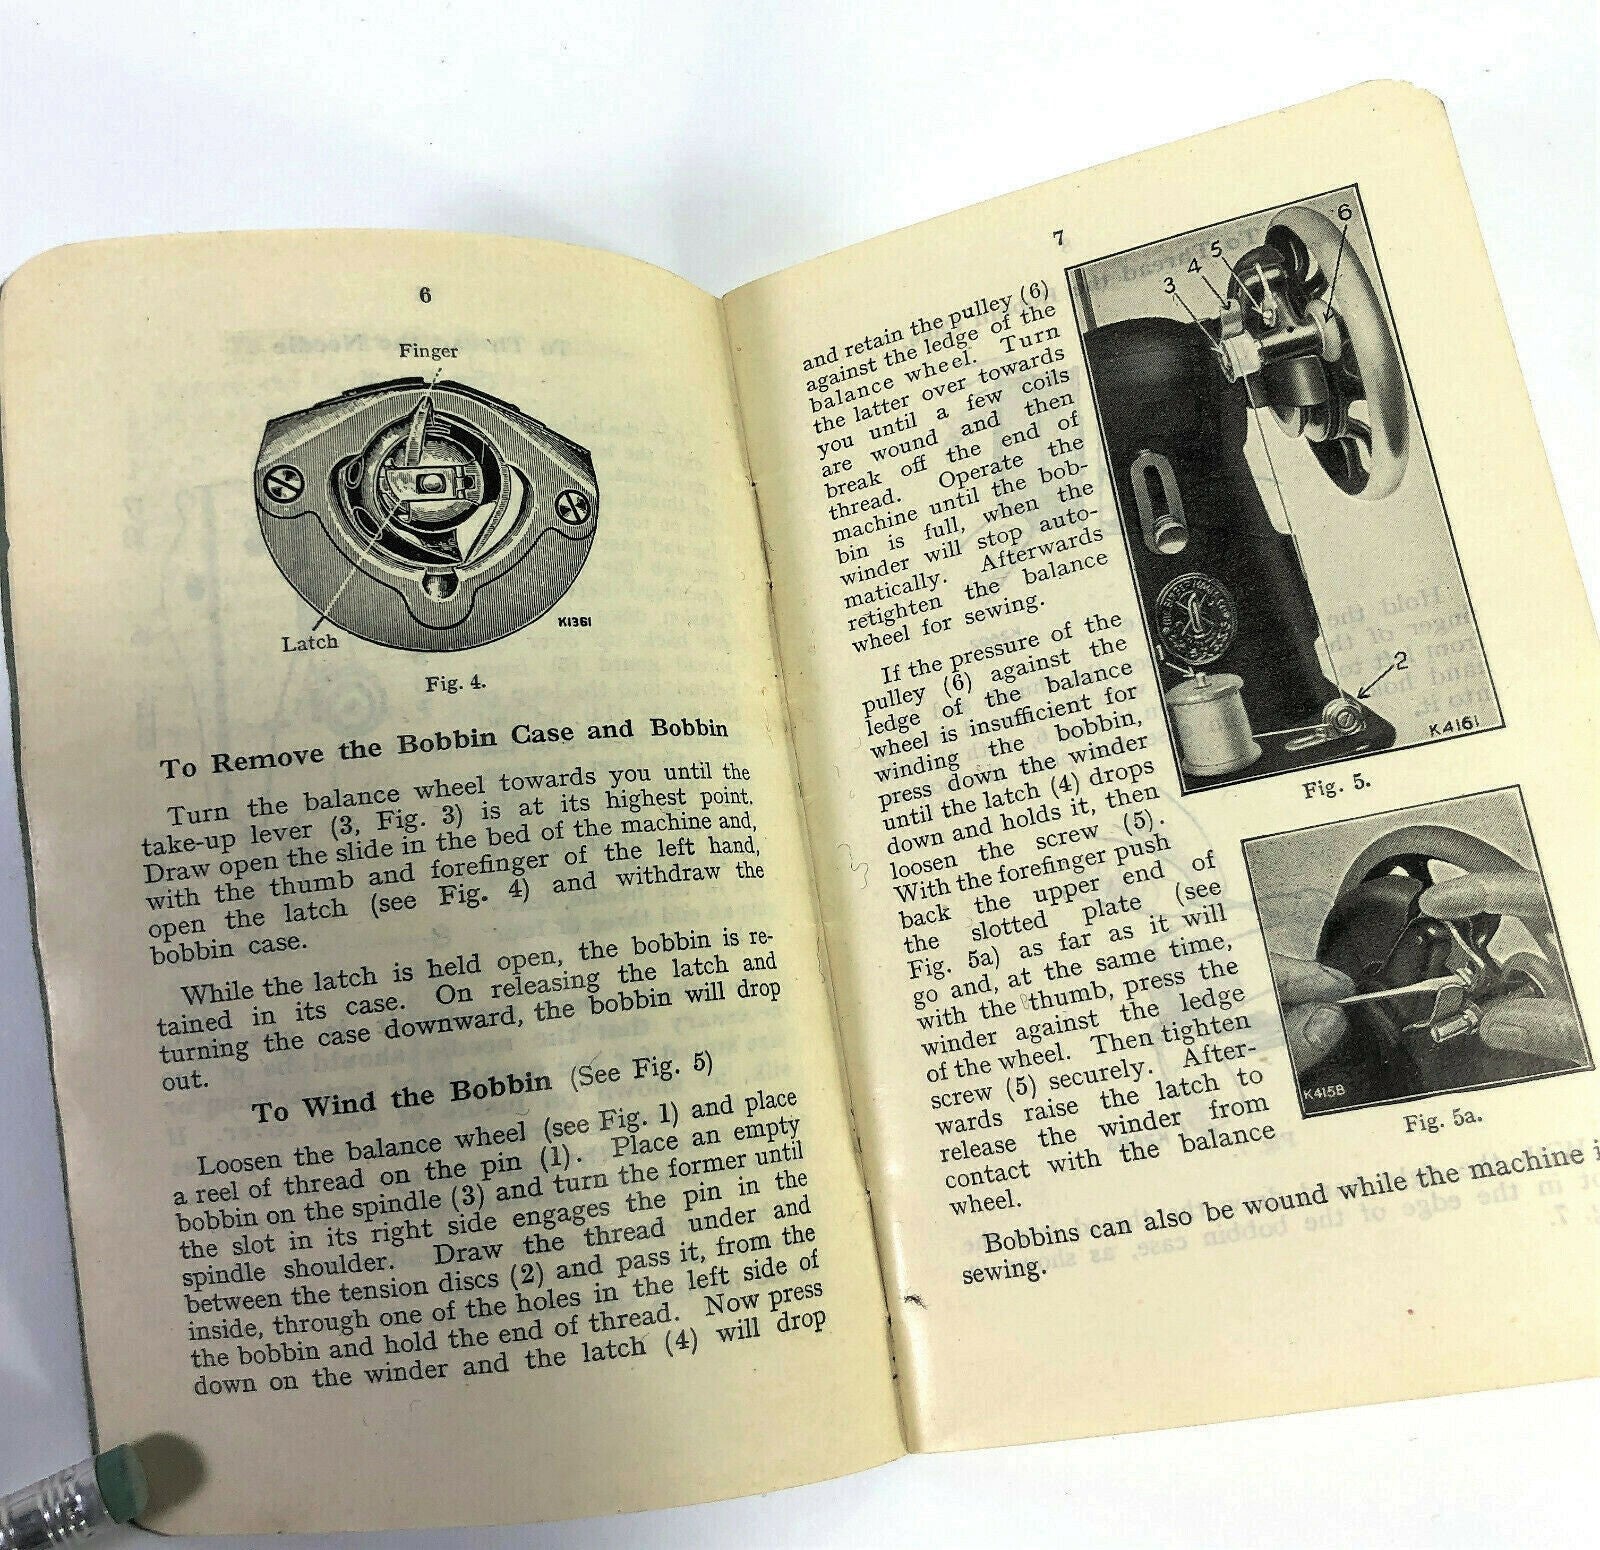 6
Finger
Latch
K1361
Fig. 4.
To Remove the Bobbin Case and Bobbin
Turn the balance wheel towards you until the
take-up lever (3, Fig. 3) is at its highest point.
Draw open the slide in the bed of the machine and,
with the thumb and forefinger of the left hand,
open the latch (see Fig. 4) and withdraw the
bobbin case.
While the latch is held open, the bobbin is re-
tained in its case. On releasing the latch and
turning the case downward, the bobbin will drop
out.
To Wind the Bobbin (See Fig. 5)
Loosen the balance wheel (see Fig. 1) and place
a reel of thread on the pin (1). Place an empty
bobbin on the spindle (3) and turn the former until
the slot in its right side engages the pin in the
spindle shoulder. Draw the thread under and
between the tension discs (2) and pass it, from the
inside, through one of the holes in the left side of
the bobbin and hold the end of thread. Now press
down on the winder and the latch (4) will drop
7
and retain the pulley (6)
against the ledge of the
balance wheel. Turn
the latter over towards
you until a few coils
are wound and then
break off the end of
thread. Operate the
machine until the bob-
bin is full, when the
winder will stop auto-
matically. Afterwards
retighten the balance
wheel for sewing.
If the pressure of the
pulley (6) against the
ledge of the balance
wheel is insufficient for
winding the bobbin,
press down the winder
until the latch (4) drops
down and holds it, then
loosen the screw (5).
With the forefinger push
back the upper end of
the slotted plate (see
Fig. 5a) as far as it will
go and, at the same time,
with the thumb, press the
winder against the ledge
of the wheel. Then tighten
screw (5) securely. After-
wards raise the latch to
release the winder from
contact with the balance
wheel.
Bobbins can also be wound while the machine i
sewing.
3 4 5 6
1
2
K4161
Fig. 5.
K4158
Fig. 5a.